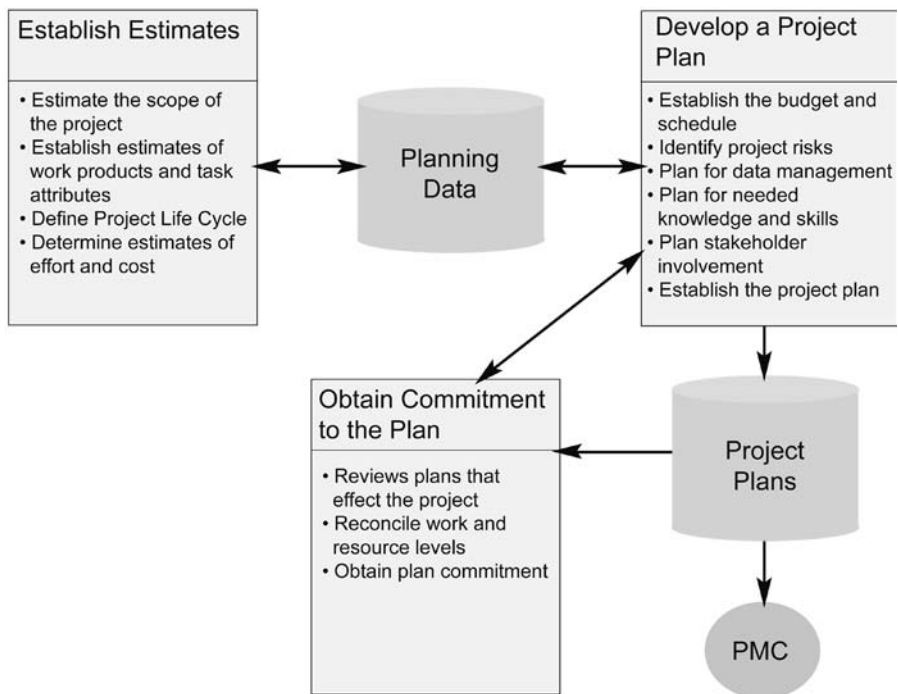 Establish Estimates
• Estimate the scope of
the project
• Establish estimates of
work products and task
attributes
• Define Project Life Cycle
• Determine estimates of
effort and cost
Planning
Data
Develop a Project
Plan
• Establish the budget and
schedule
• Identify project risks
• Plan for data management
• Plan for needed
knowledge and skills
• Plan stakeholder
involvement
• Establish the project plan
Obtain Commitment
to the Plan
• Reviews plans that
effect the project
• Reconcile work and
resource levels
• Obtain plan commitment
Project
Plans
PMC